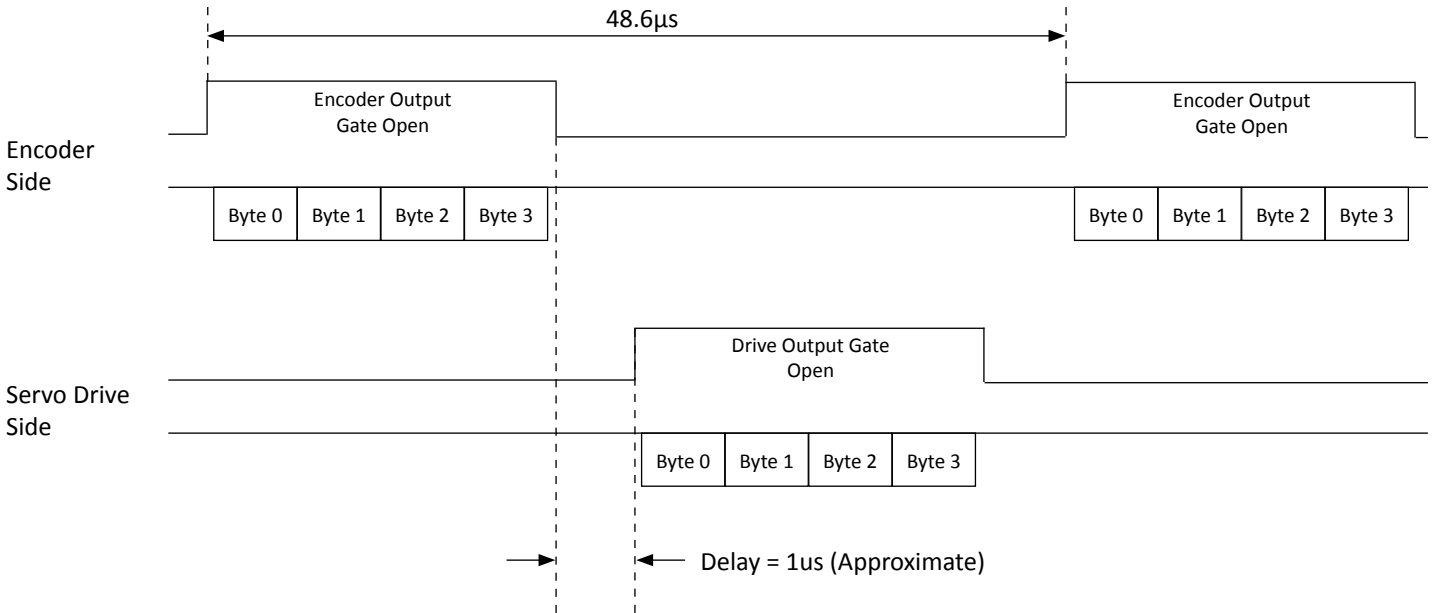 48.6µs
Encoder Output
Gate Open
Encoder Output
Gate Open
Encoder
Side
Byte 0 Byte 1 Byte 2 Byte 3
Byte 0 Byte 1 Byte 2 Byte 3
Drive Output Gate
Open
Servo Drive
Side
Byte 0 Byte 1 Byte 2 Byte 3
Delay = 1us (Approximate)